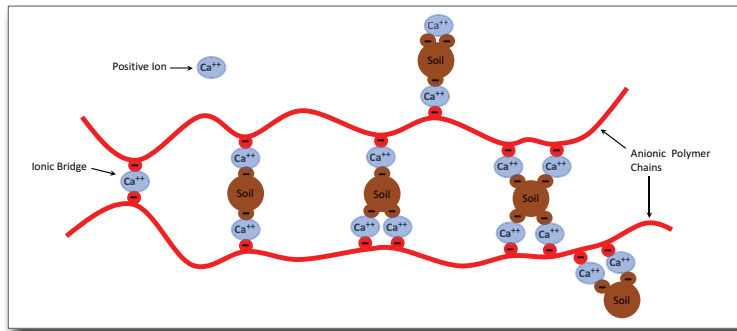 Ca++
Soil
Positive Ion
Ca++
Ca++
Ca++
Ca++
Ca++
Ca++
Ionic Bridge
Ca++
Anionic Polymer
Chains
Soil
Soil
Soil
Ca++
Ca++
Ca++
Ca++
Ca++
Ca++
Ca++
Soil